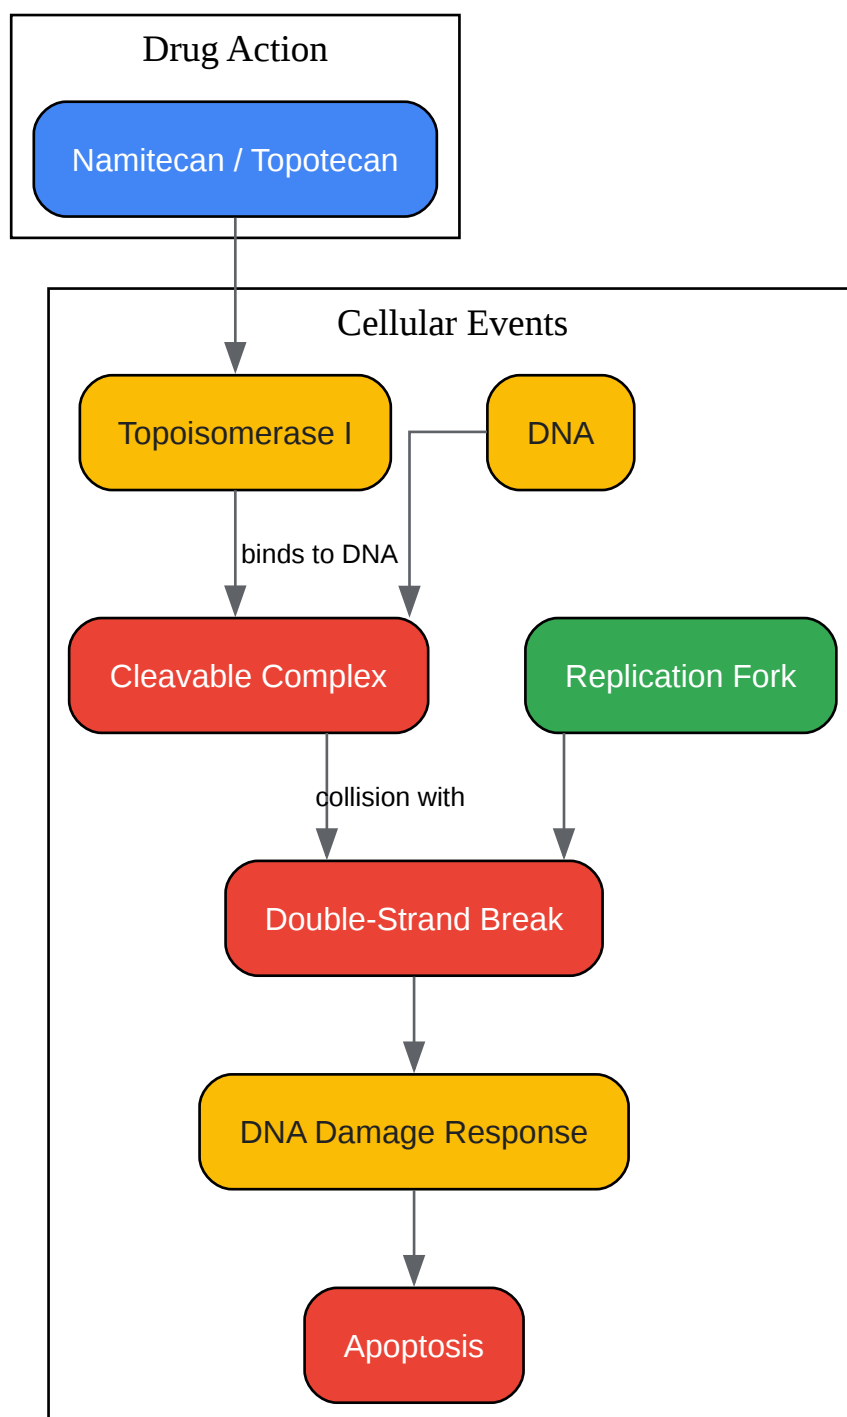 Drug Action
Namitecan / Topotecan
Cellular Events
Topoisomerase I
DNA
binds to DNA
Cleavable Complex
Replication Fork
collision with
Double-Strand Break
DNA Damage Response
Apoptosis